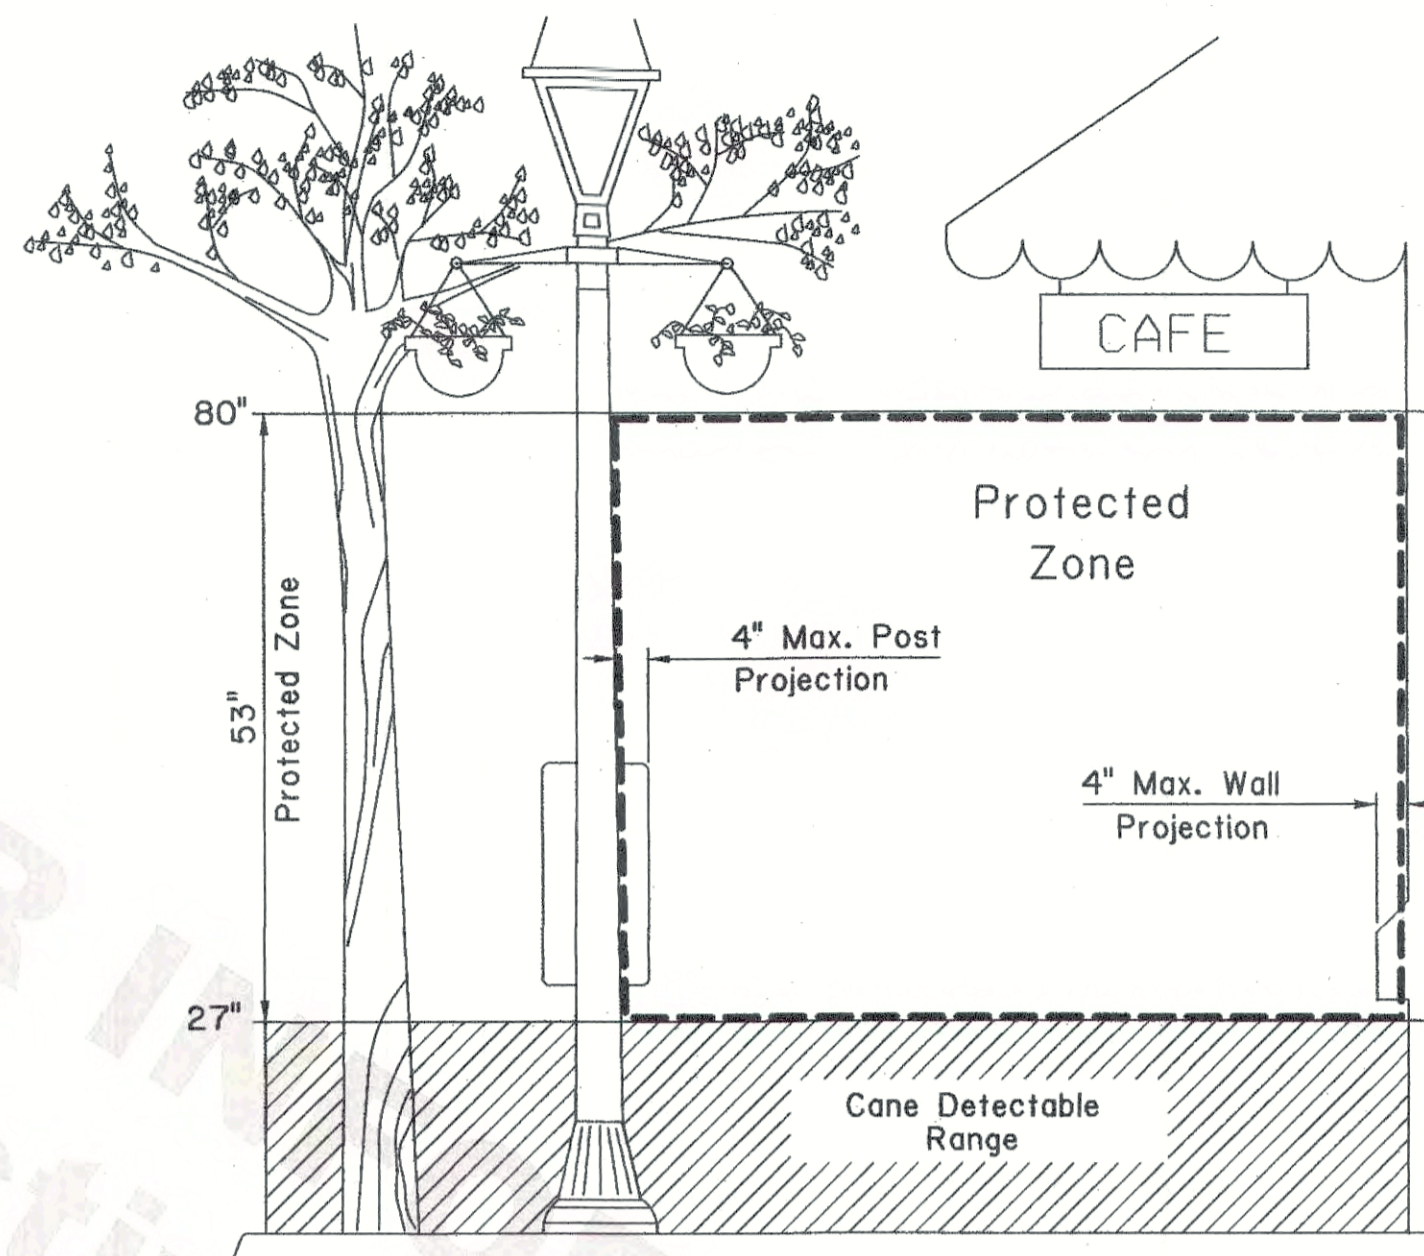 CAFE
80"
Protected
Zone
4" Max. Post
Projection
53"
Protected Zone
4" Max. Wall
Projection
27"
Cane Detectable
Range